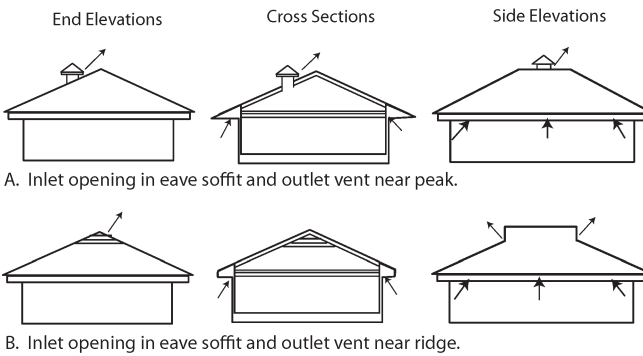 End Elevations
Cross Sections
Side Elevations
A. Inlet opening in eave soffit and outlet vent near peak.
B. Inlet opening in eave soffit and outlet vent near ridge.